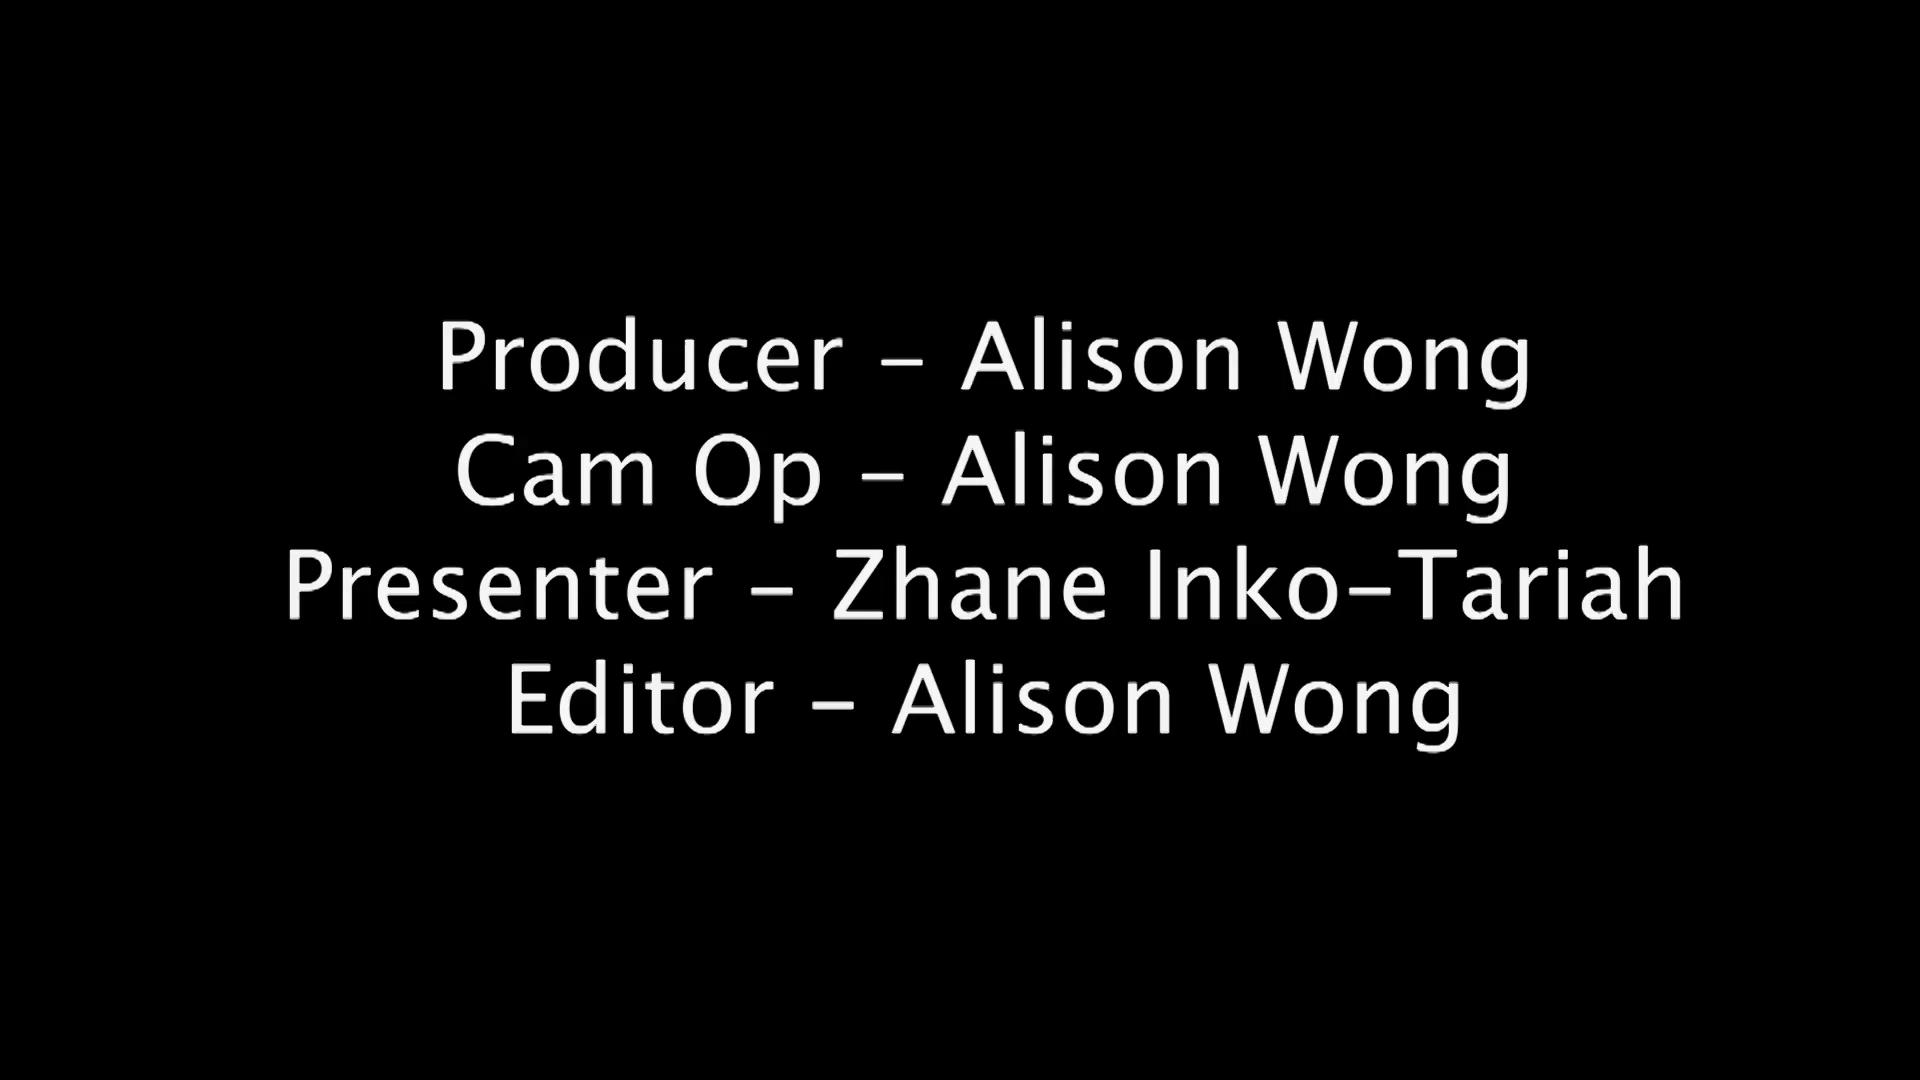 Producer - Alison Wong
Cam Op - Alison Wong
Presenter - Zhane Inko-Tariah
Editor - Alison Wong